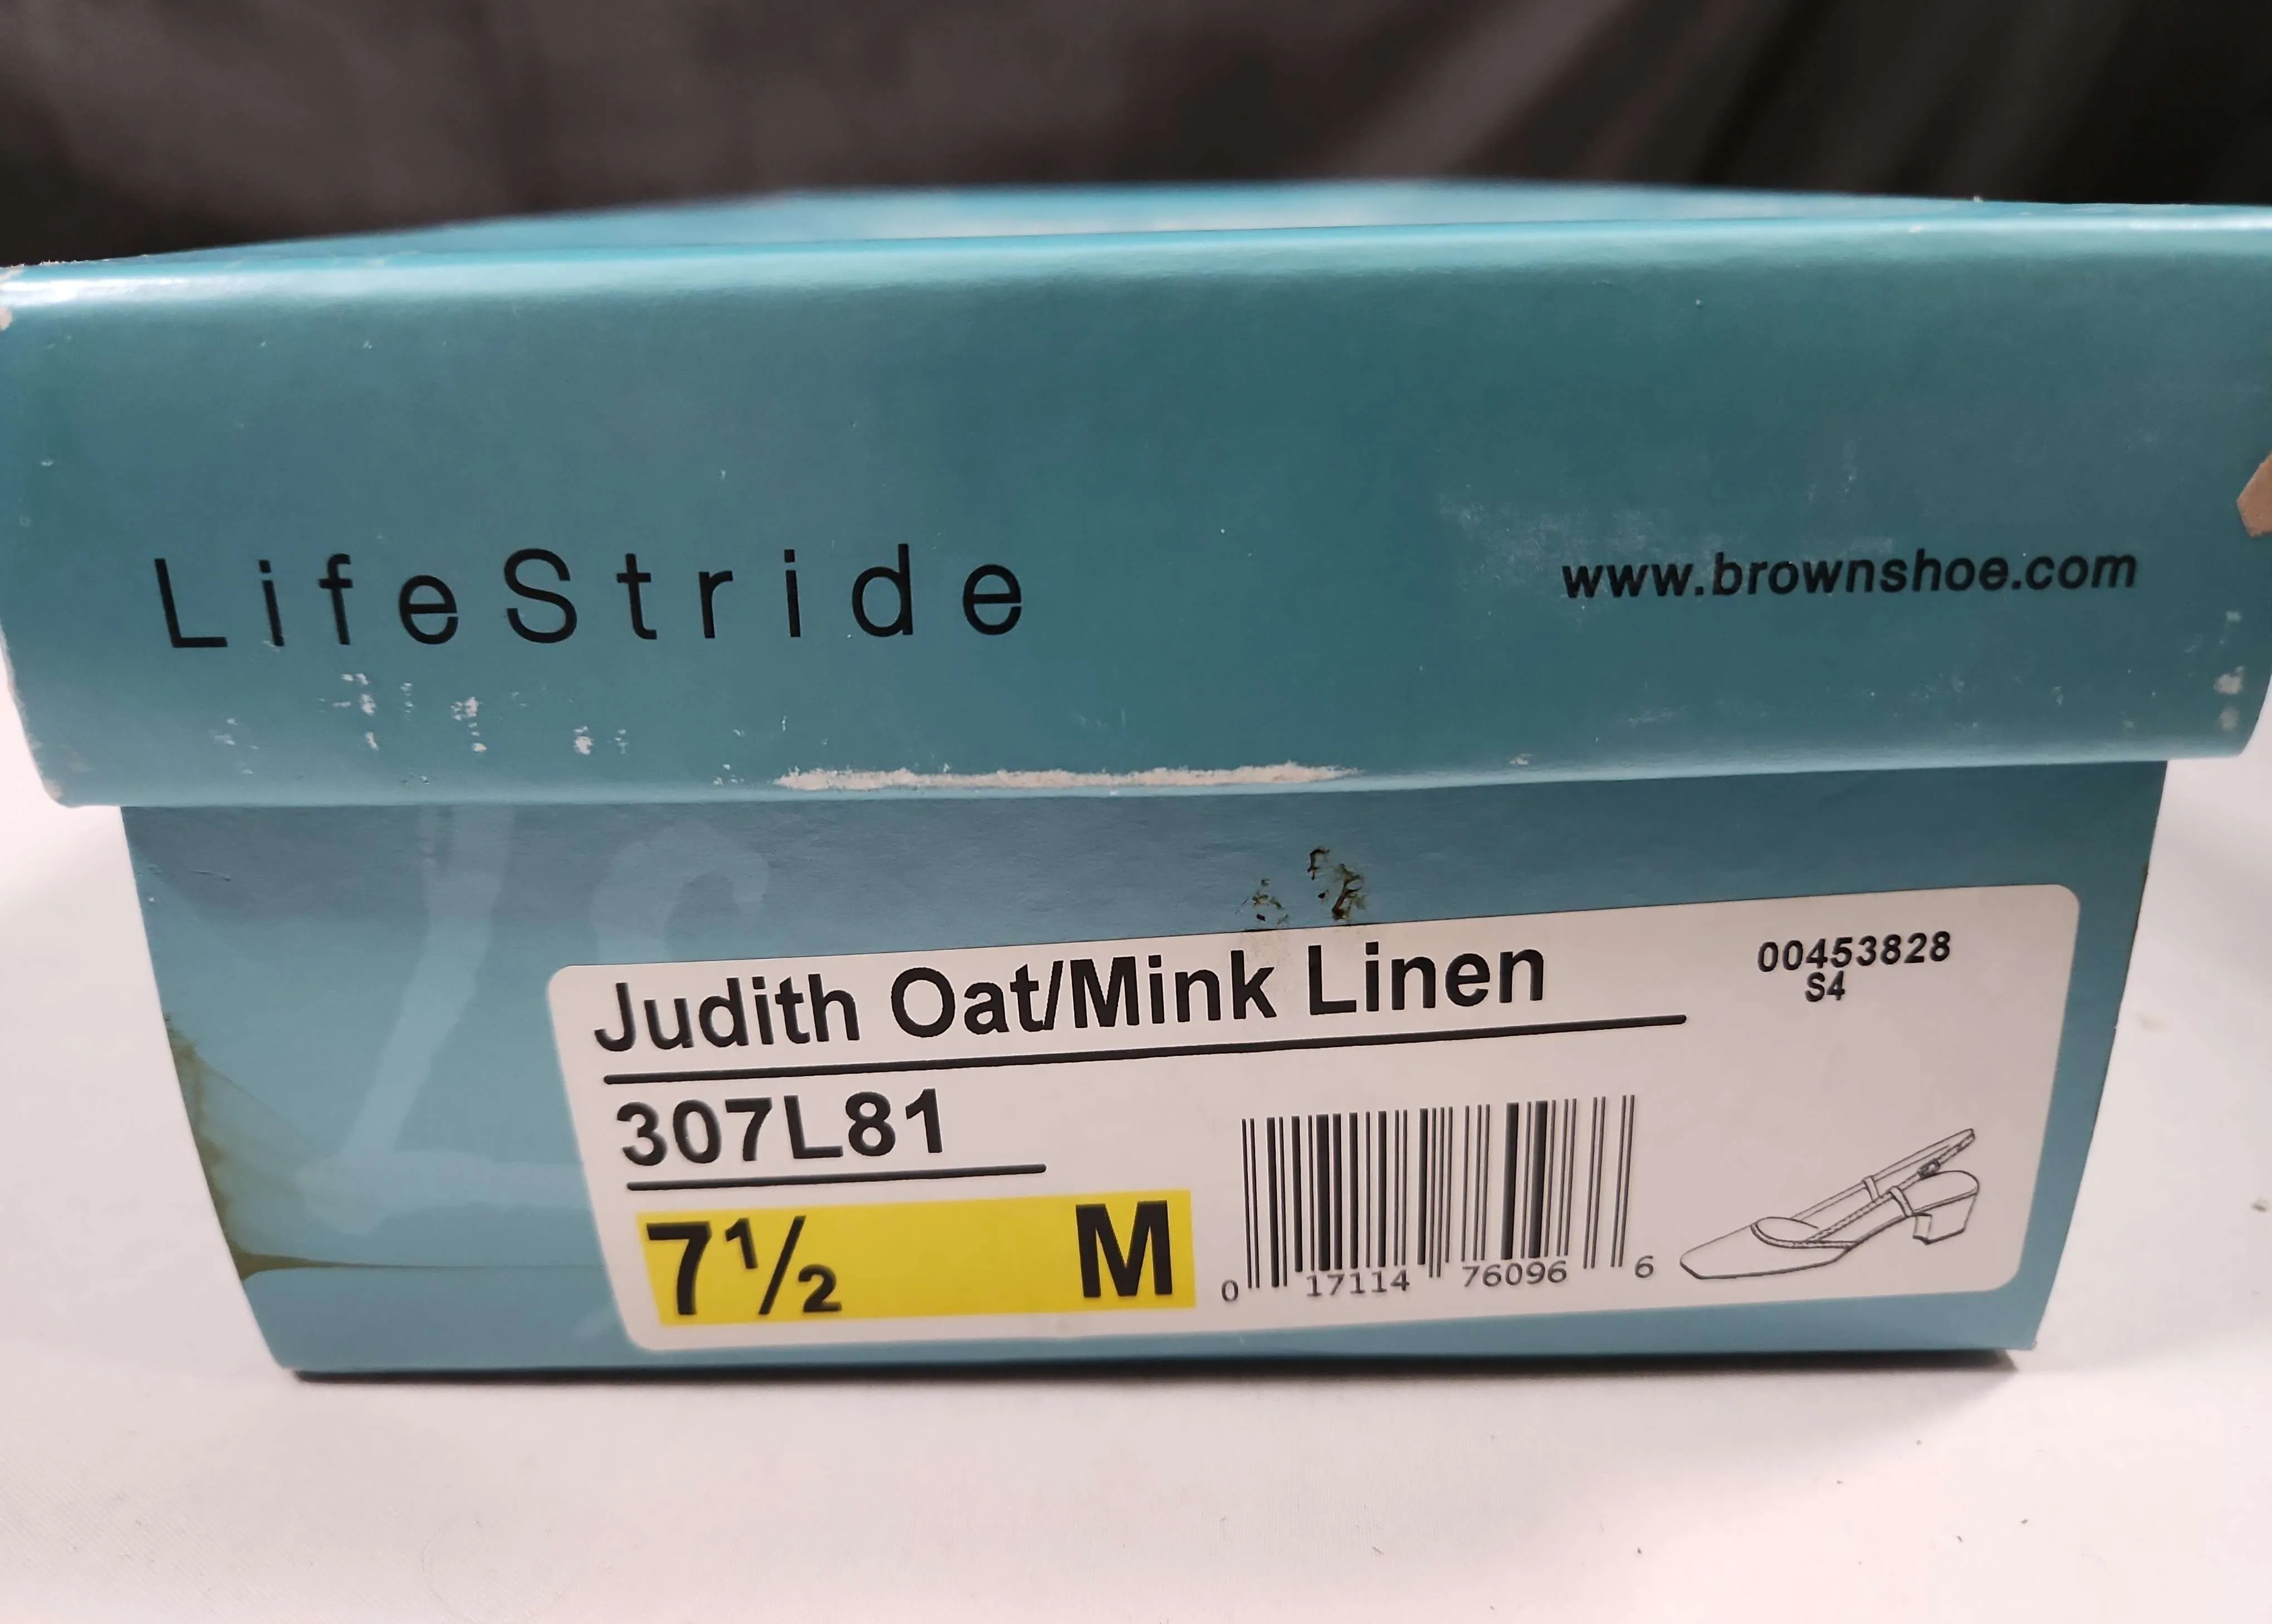 LifeStride
www.brownshoe.com
Judith Oat/Mink Linen
00453828
S4
307L81
7½ M
0 17114 76096 6